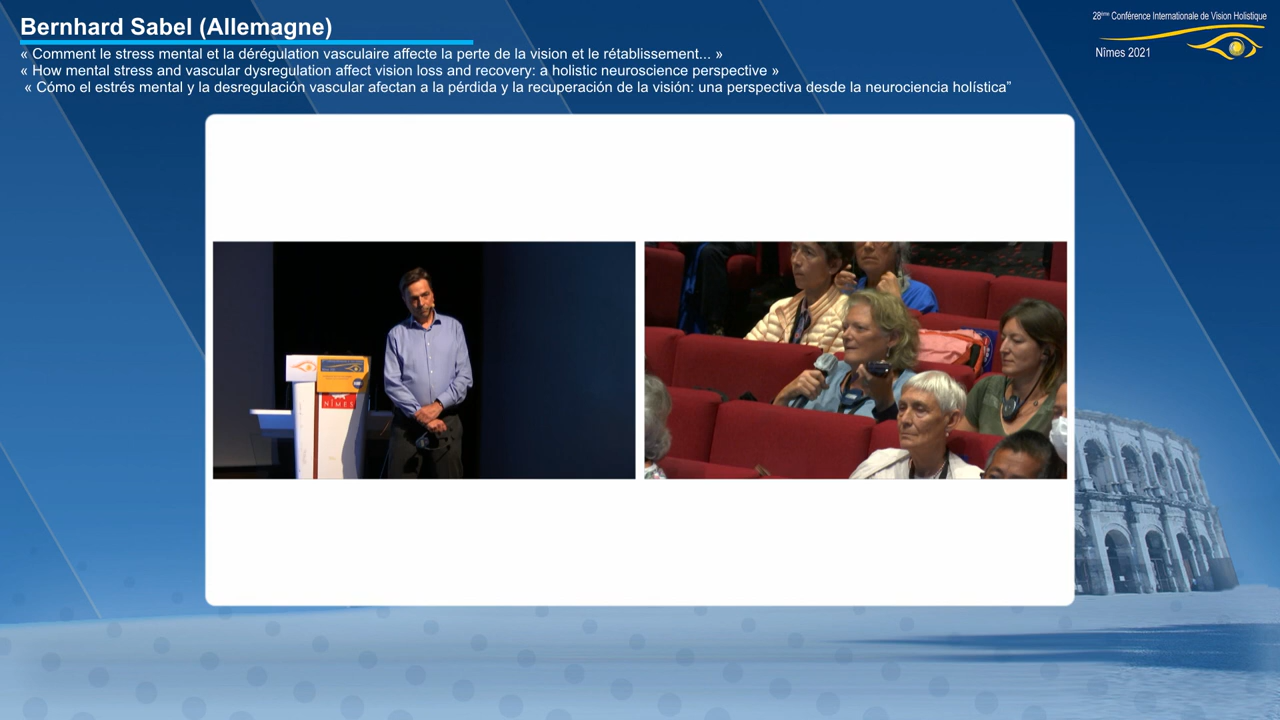 Bernhard Sabel (Allemagne)
« Comment le stress mental et la dérégulation vasculaire affecte la perte de la vision et le rétablissement... »
« How mental stress and vascular dysregulation affect vision loss and recovery: a holistic neuroscience perspective »
« Cómo el estrés mental y la desregulación vascular afectan a la pérdida y la recuperación de la visión: una perspectiva desde la neurociencia holística”
28ème Conférence Internationale de Vision Holistique
Nîmes 2021
NÎMES